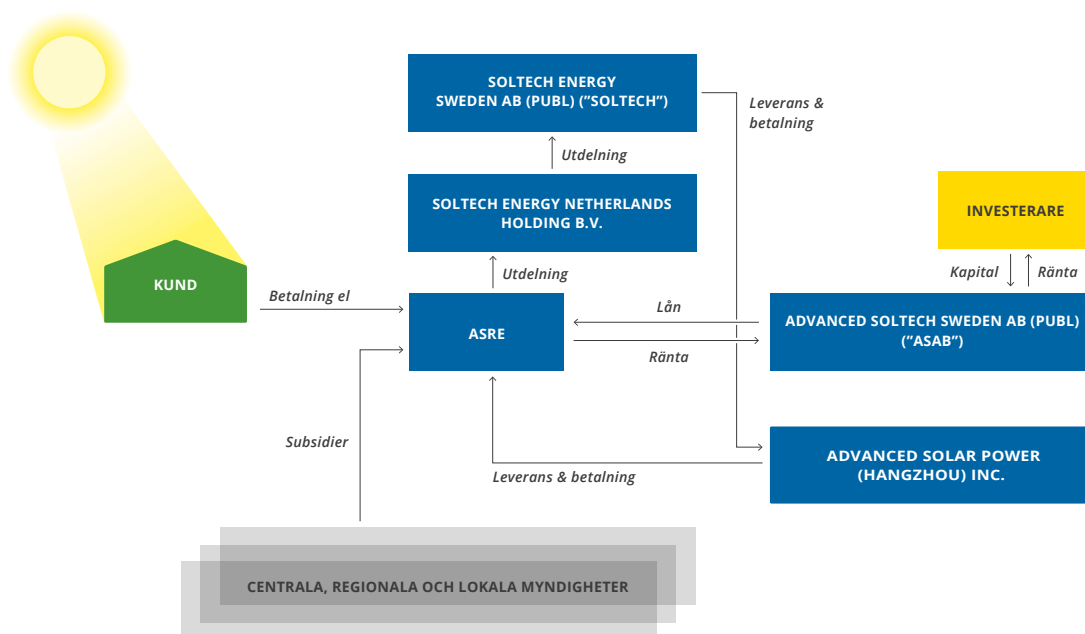 SOLTECH ENERGY
SWEDEN AB (PUBL) (”SOLTECH”)
Leverans &
betalning
Utdelning
SOLTECH ENERGY NETHERLANDS
HOLDING B.V.
INVESTERARE
KUND
Utdelning
Kapital
Ränta
Betalning el
Lån
ASRE
ADVANCED SOLTECH SWEDEN AB (PUBL)
(”ASAB”)
Ränta
Subsidier
Leverans & betalning
ADVANCED SOLAR POWER
(HANGZHOU) INC.
CENTRALA, REGIONALA OCH LOKALA MYNDIGHETER